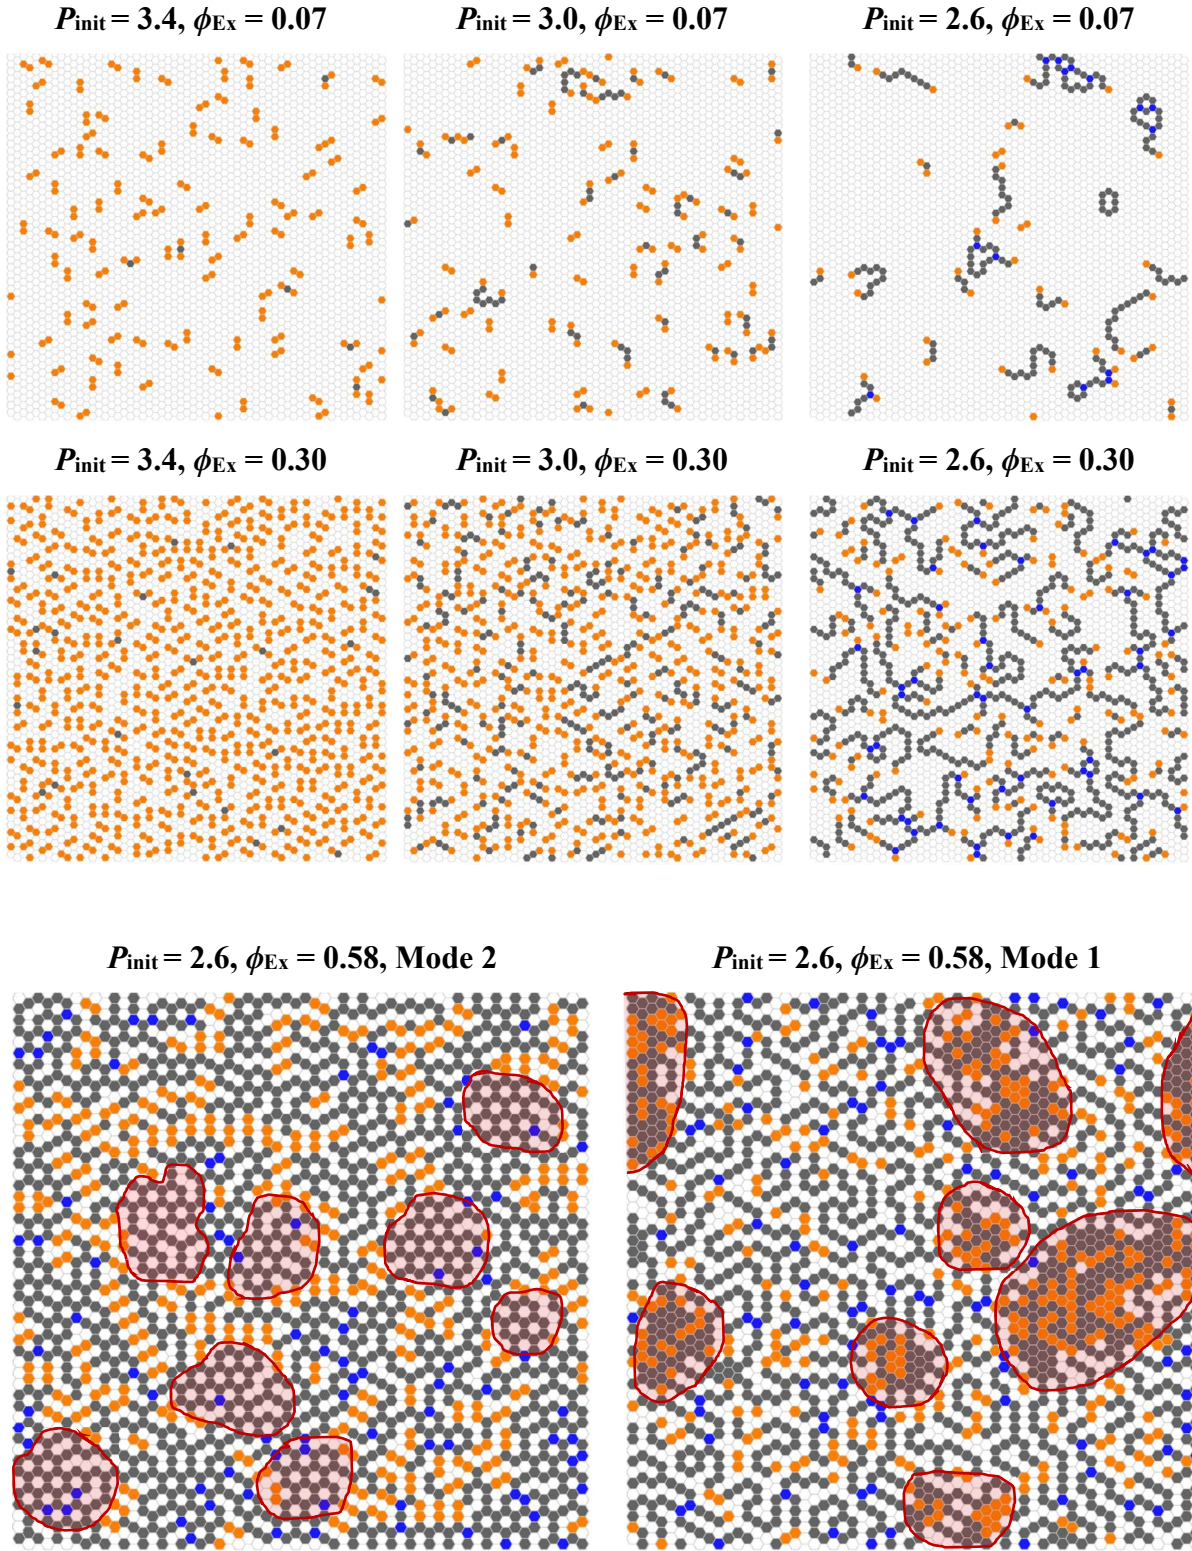 Pinit = 3.4, ϕEx = 0.07
Pinit = 3.0, ϕEx = 0.07
Pinit = 2.6, ϕEx = 0.07
Pinit = 3.4, ϕEx = 0.30
Pinit = 3.0, ϕEx = 0.30
Pinit = 2.6, ϕEx = 0.30
Pinit = 2.6, ϕEx = 0.58, Mode 2
Pinit = 2.6, ϕEx = 0.58, Mode 1